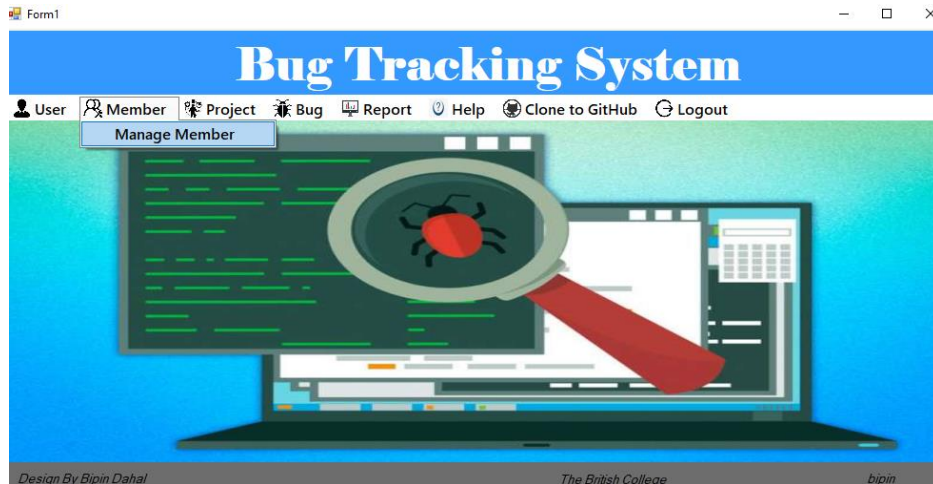 Form1
Bug Tracking System
User Member Project Bug Report Help Clone to GitHub Logout
Manage Member
Design By Bipin Dahal The British College bipin